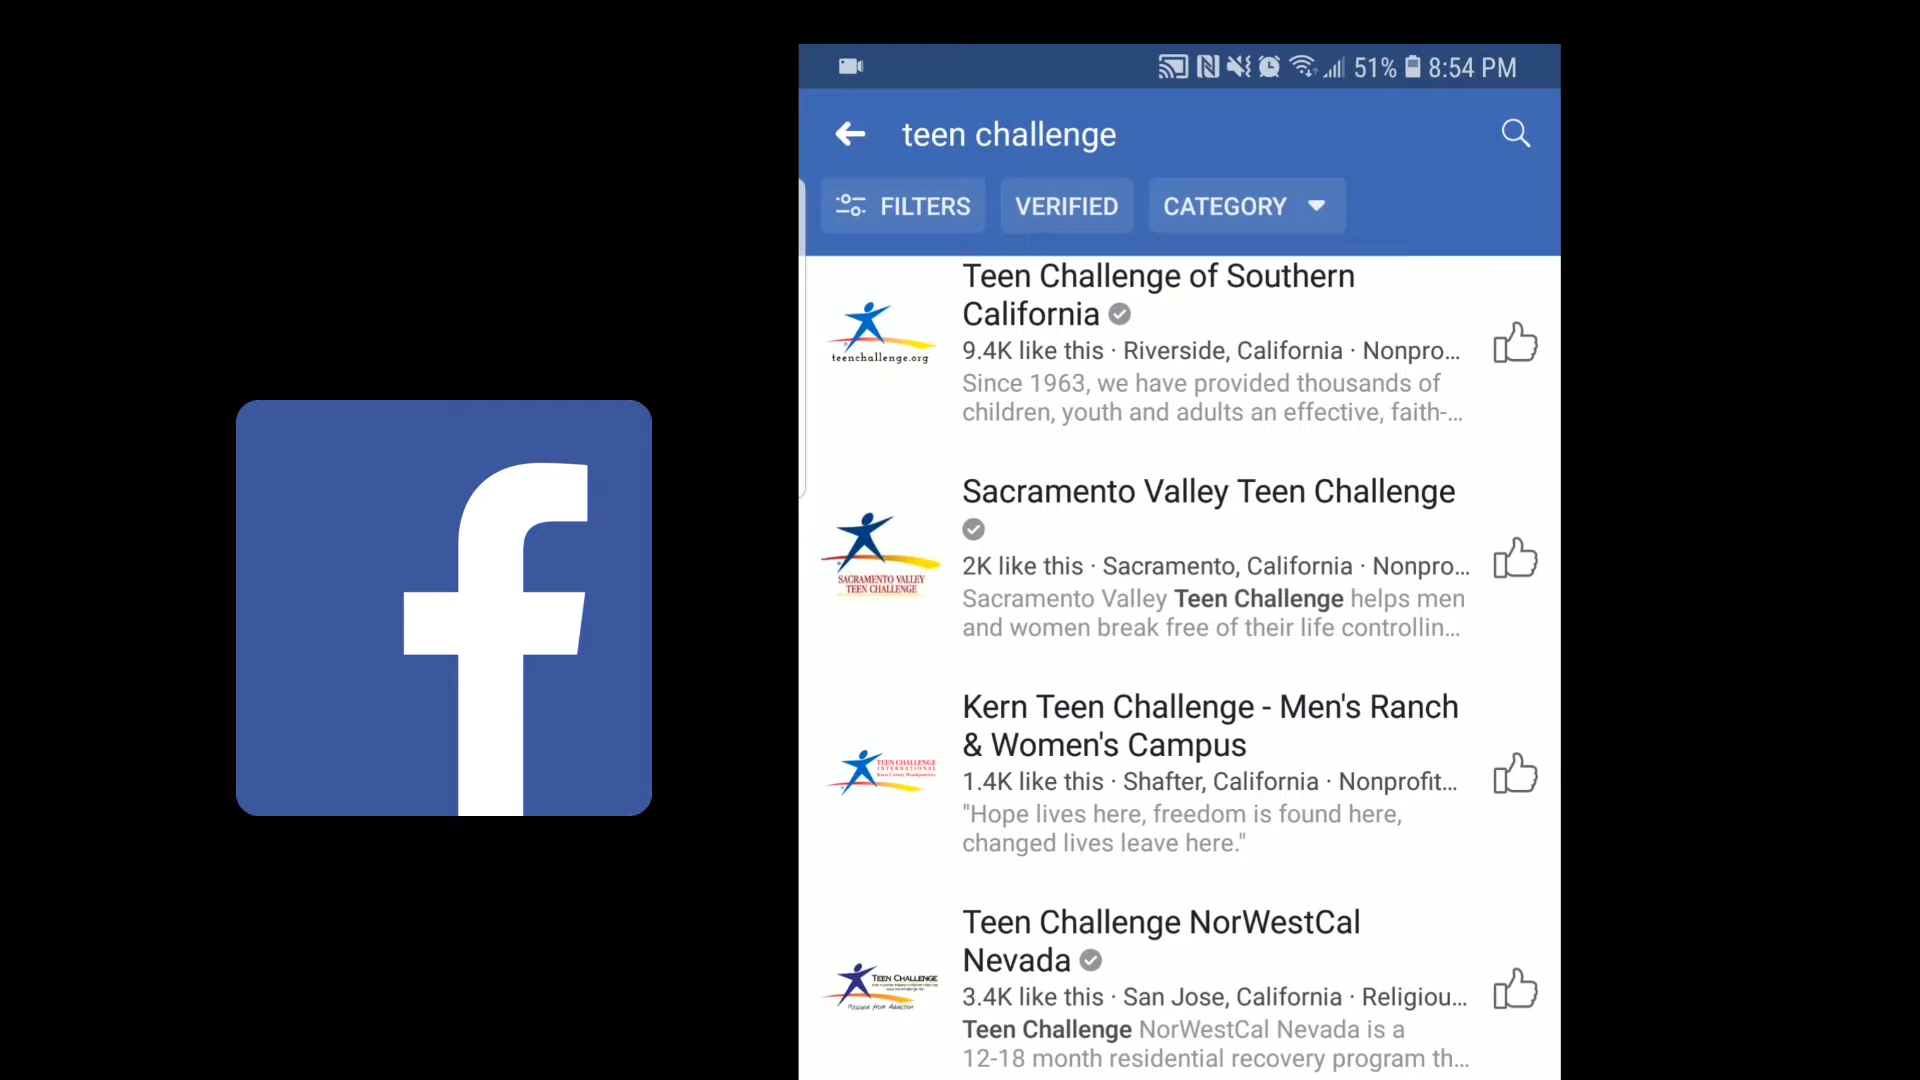 51% 8:54 PM
teen challenge
FILTERS VERIFIED CATEGORY
Teen Challenge of Southern
California
9.4K like this · Riverside, California · Nonpro...
Since 1963, we have provided thousands of
children, youth and adults an effective, faith-...
teenchallenge.org
Sacramento Valley Teen Challenge
2K like this · Sacramento, California · Nonpro...
Sacramento Valley Teen Challenge helps men
and women break free of their life controllin...
SACRAMENTO VALLEY
TEEN CHALLENGE
Kern Teen Challenge - Men's Ranch
& Women's Campus
1.4K like this · Shafter, California · Nonprofit...
"Hope lives here, freedom is found here,
changed lives leave here."
TEEN CHALLENGE
INTERNATIONAL
Kern County Headquarters
Teen Challenge NorWestCal
Nevada
3.4K like this · San Jose, California · Religiou...
Teen Challenge NorWestCal Nevada is a
12-18 month residential recovery program th...
TEEN CHALLENGE